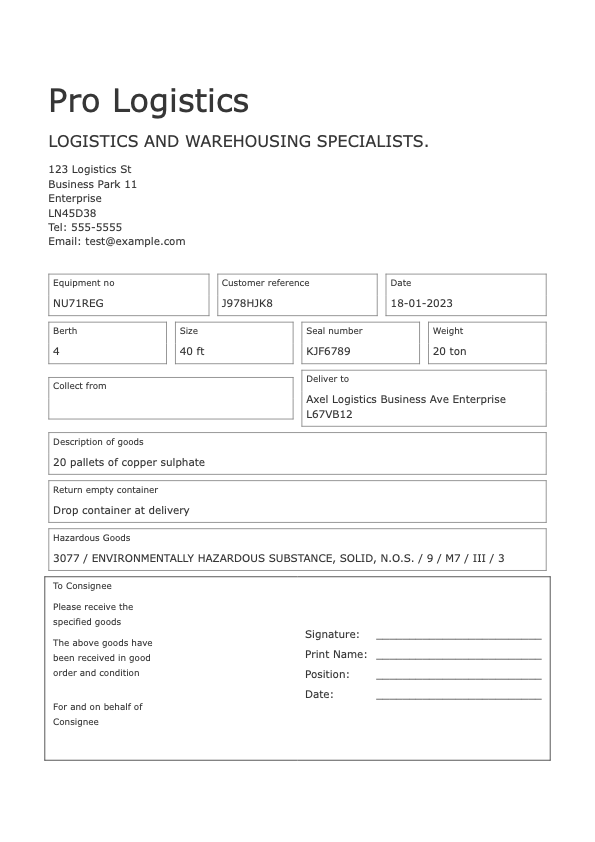 Pro Logistics
LOGISTICS AND WAREHOUSING SPECIALISTS.
123 Logistics St
Business Park 11
Enterprise
LN45D38
Tel: 555-5555
Email: test@example.com
Equipment no
NU71REG
Customer reference
J978HJK8
Date
18-01-2023
Berth
4
Size
40 ft
Seal number
KJF6789
Weight
20 ton
Collect from
Deliver to
Axel Logistics Business Ave Enterprise
L67VB12
Description of goods
20 pallets of copper sulphate
Return empty container
Drop container at delivery
Hazardous Goods
3077 / ENVIRONMENTALLY HAZARDOUS SUBSTANCE, SOLID, N.O.S. / 9 / M7 / III / 3
To Consignee
Please receive the
specified goods
The above goods have
been received in good
order and condition
For and on behalf of
Consignee
Signature:
Print Name:
Position:
Date: